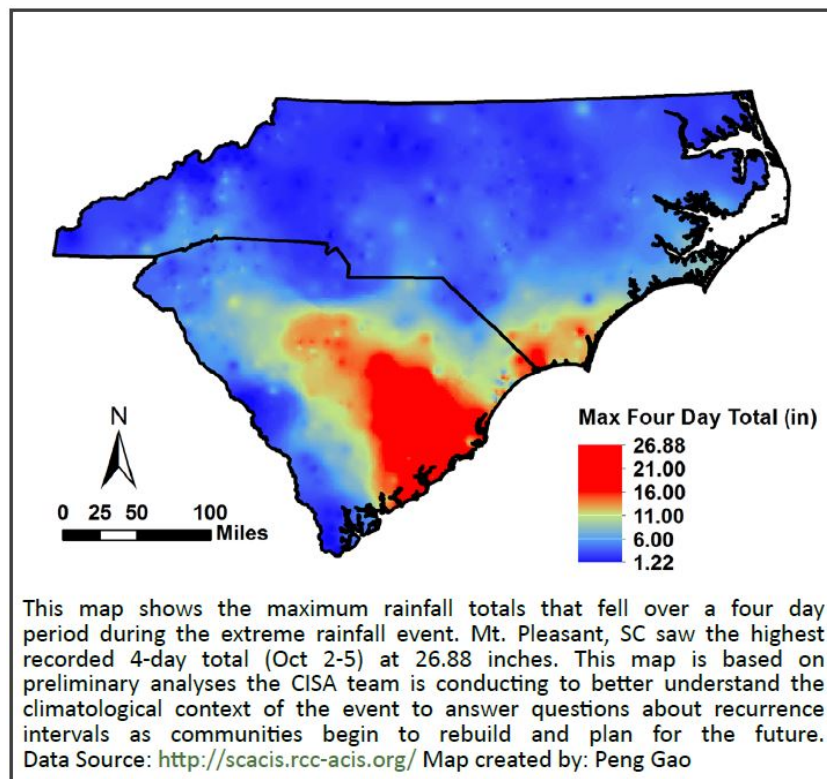 N
0 25 50 100
Miles
Max Four Day Total (in)
26.88
21.00
16.00
11.00
6.00
1.22
This map shows the maximum rainfall totals that fell over a four day
period during the extreme rainfall event. Mt. Pleasant, SC saw the highest
recorded 4-day total (Oct 2-5) at 26.88 inches. This map is based on
preliminary analyses the CISA team is conducting to better understand the
climatological context of the event to answer questions about recurrence
intervals as communities begin to rebuild and plan for the future.
Data Source: http://scacis.rcc-acis.org/ Map created by: Peng Gao